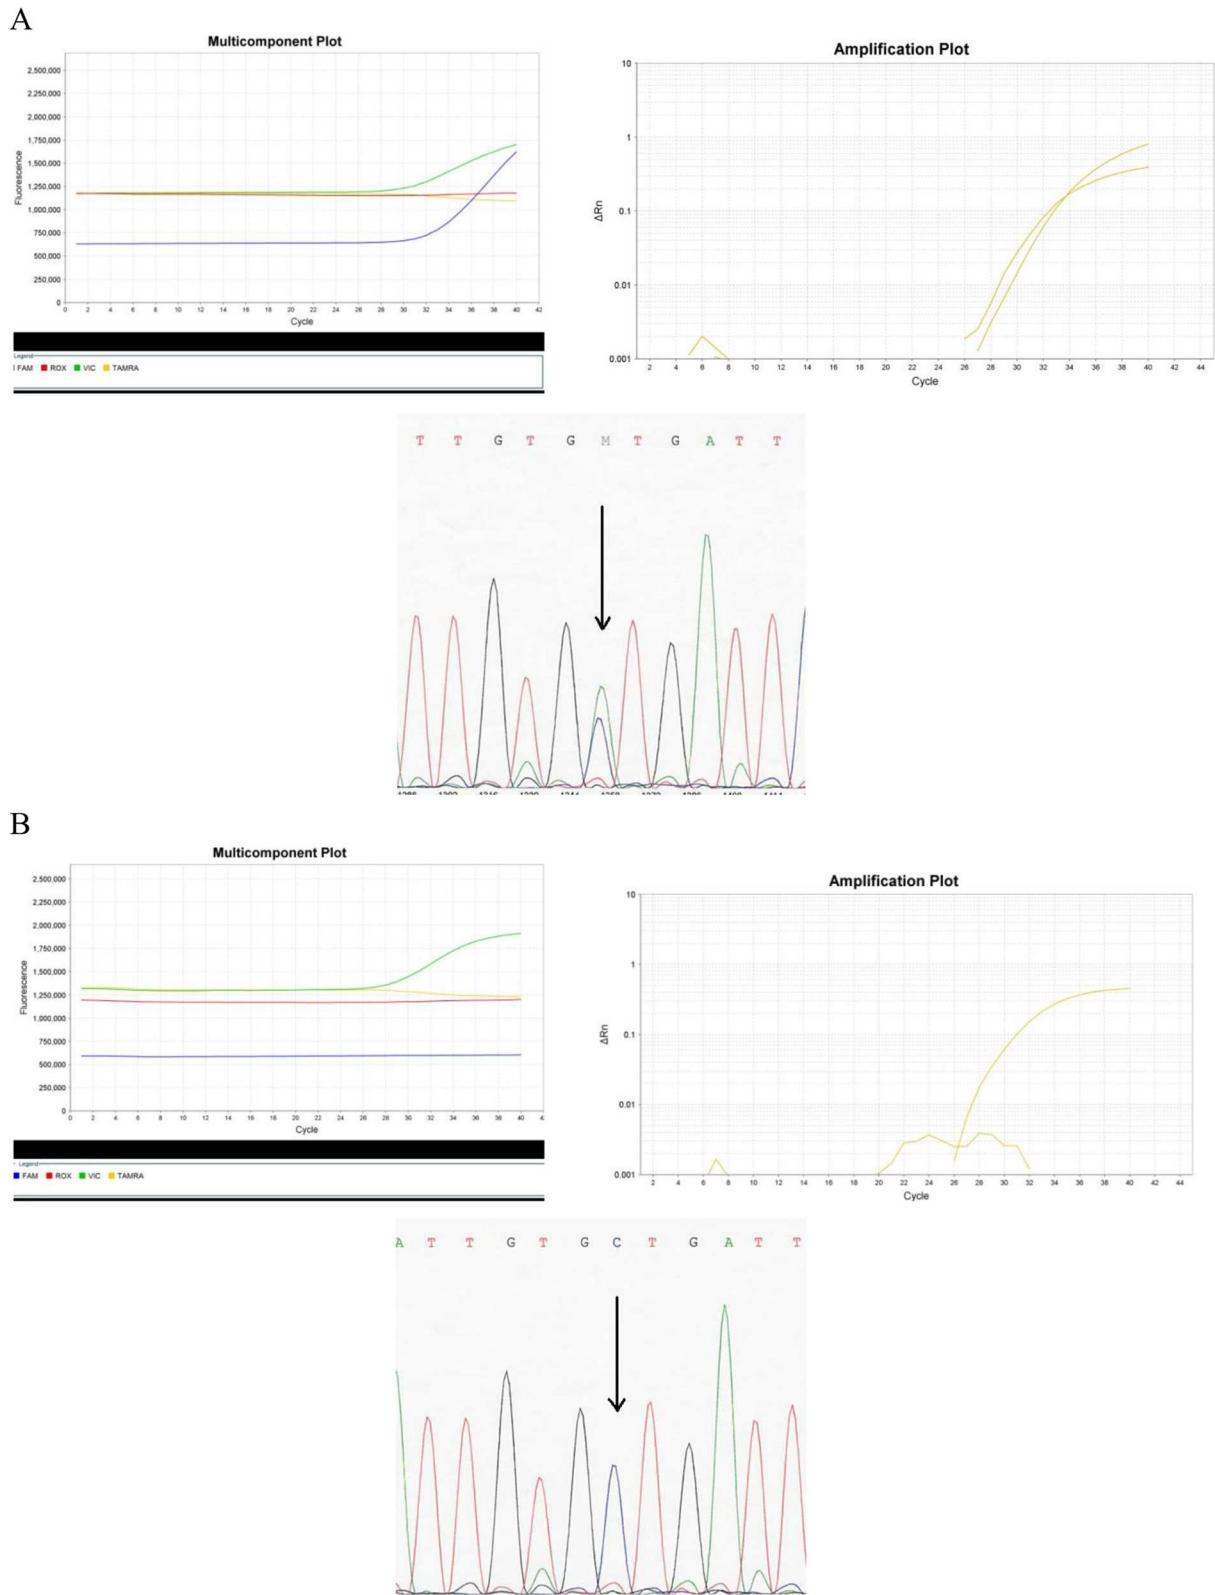 A
Multicomponent Plot
2,500,000
2,250,000
2,000,000
1,750,000
1,500,000
1,250,000
1,000,000
750,000
500,000
250,000
0
Fluorescence
0 2 4 6 8 10 12 14 16 18 20 22 24 26 28 30 32 34 36 38 40 42
Cycle
Legend
FAM ROX VIC TAMRA
Amplification Plot
10
1
0.1
0.01
0.001
ΔRn
2 4 6 8 10 12 14 16 18 20 22 24 26 28 30 32 34 36 38 40 42 44
Cycle
T T G T G M T G A T T
B
Multicomponent Plot
2,500,000
2,250,000
2,000,000
1,750,000
1,500,000
1,250,000
1,000,000
750,000
500,000
250,000
0
Fluorescence
0 2 4 6 8 10 12 14 16 18 20 22 24 26 28 30 32 34 36 38 40
Cycle
Legend
FAM ROX VIC TAMRA
Amplification Plot
10
1
0.1
0.01
0.001
ΔRn
2 4 6 8 10 12 14 16 18 20 22 24 26 28 30 32 34 36 38 40 42 44
Cycle
A T T G T G C T G A T T